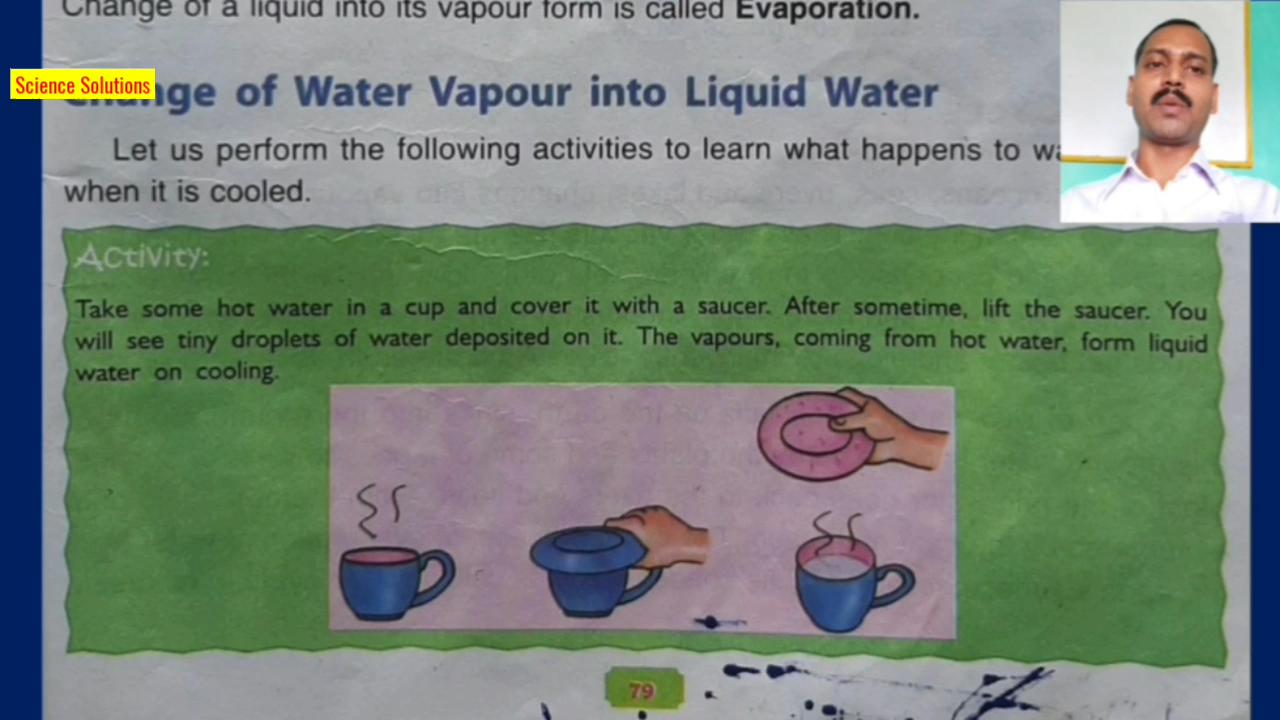 Change of a liquid into its vapour form is called Evaporation.
Science Solutions
Change of Water Vapour into Liquid Water
Let us perform the following activities to learn what happens to
when it is cooled.
Activity:
Take some hot water in a cup and cover it with a saucer. After sometime, lift the saucer. You
will see tiny droplets of water deposited on it. The vapours, coming from hot water, form liquid
water on cooling.
79